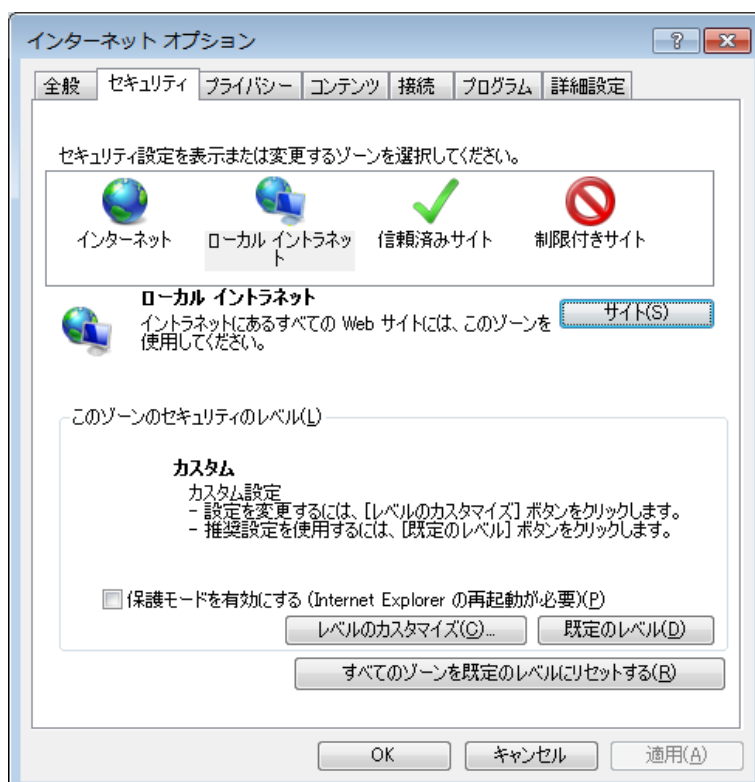 インターネット オプション
全般
セキュリティ
プライバシー
コンテンツ
接続
プログラム
詳細設定
セキュリティ設定を表示または変更するゾーンを選択してください。
インターネット
ローカル イントラネッ
ト
信頼済みサイト
制限付きサイト
ローカル イントラネット
イントラネットにあるすべての Web サイトには、このゾーンを
使用してください。
サイト(S)
このゾーンのセキュリティのレベル(L)
カスタム
カスタム設定
- 設定を変更するには、[レベルのカスタマイズ] ボタンをクリックします。
- 推奨設定を使用するには、[既定のレベル] ボタンをクリックします。
保護モードを有効にする (Internet Explorer の再起動が必要)(P)
レベルのカスタマイズ(C)...
既定のレベル(D)
すべてのゾーンを既定のレベルにリセットする(R)
OK
キャンセル
適用(A)